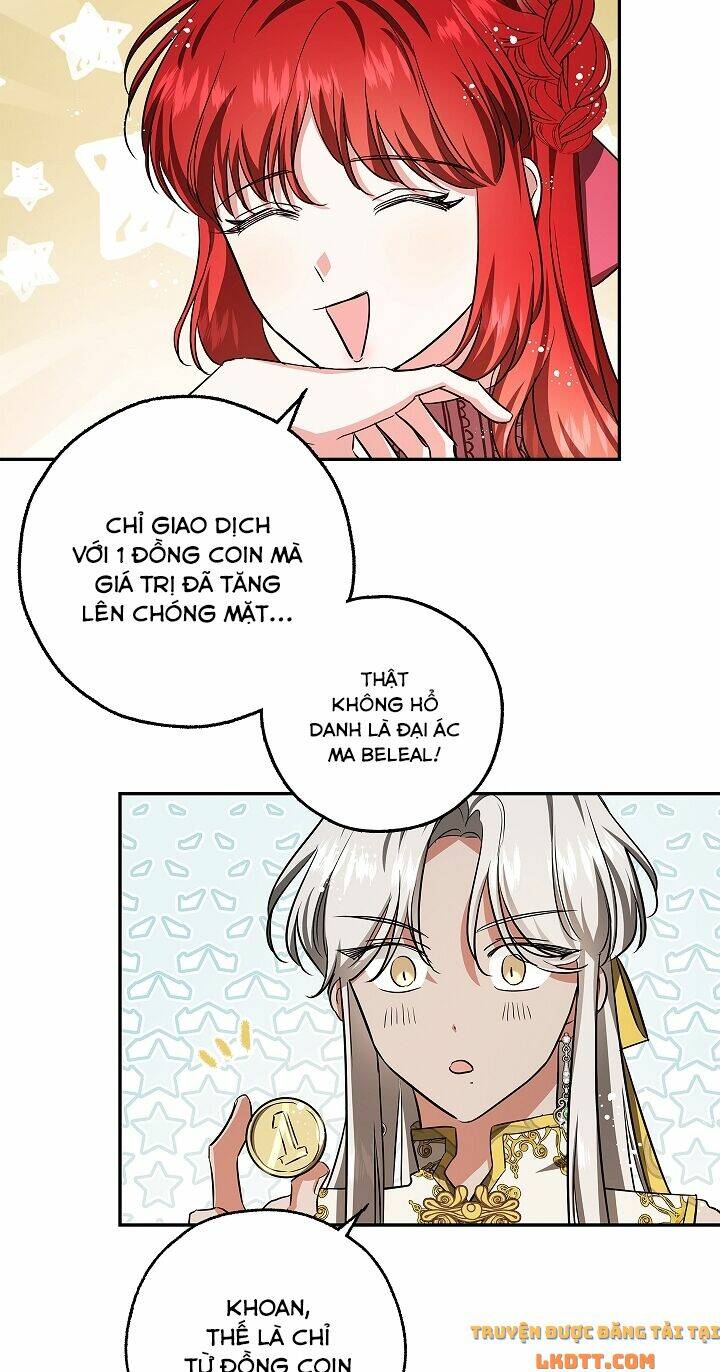 CHỈ GIAO DỊCH
VỚI 1 ĐỒNG COIN MÀ
GIÁ TRỊ ĐÃ TĂNG
LÊN CHÓNG MẶT...
THẬT
KHÔNG HỔ
DANH LÀ ĐẠI ÁC
MA BELEAL!
1
KHOAN,
THẾ LÀ CHỈ
TỪ ĐỒNG COIN
TRUYỆN ĐƯỢC ĐĂNG TẢI TẠI
LKDTT.COM